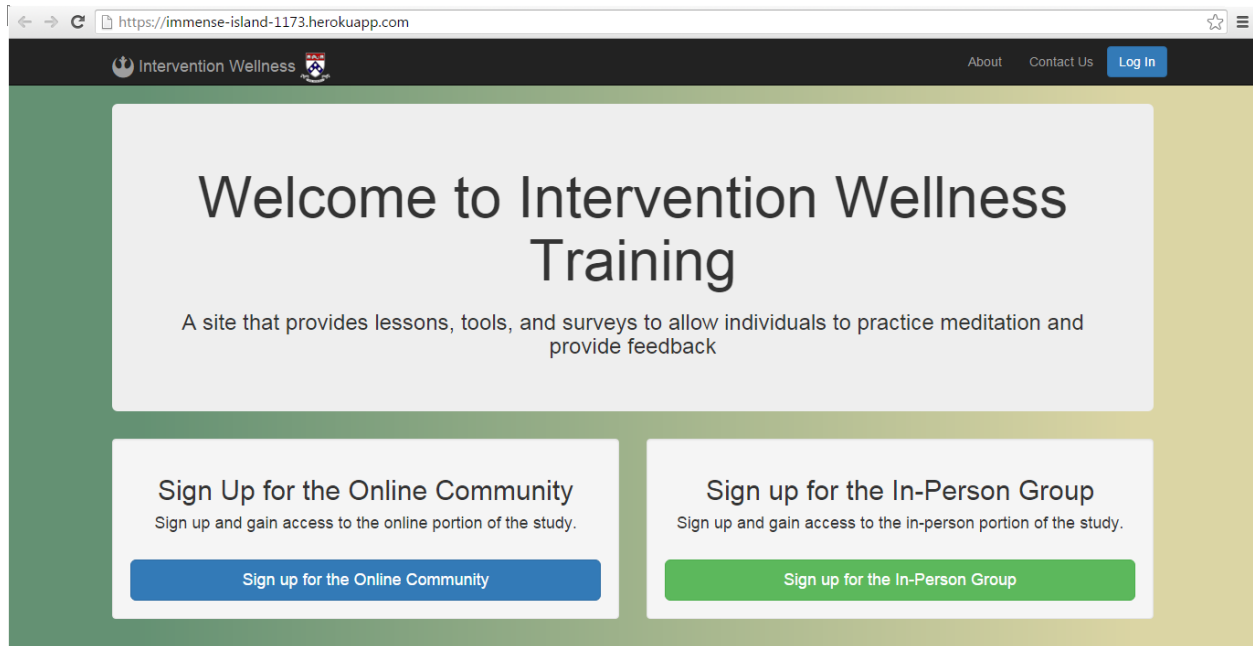 https://immense-island-1173.herokuapp.com
Intervention Wellness
About
Contact Us
Log In
Welcome to Intervention Wellness
Training
A site that provides lessons, tools, and surveys to allow individuals to practice meditation and
provide feedback
Sign Up for the Online Community
Sign up and gain access to the online portion of the study.
Sign up for the Online Community
Sign up for the In-Person Group
Sign up and gain access to the in-person portion of the study.
Sign up for the In-Person Group